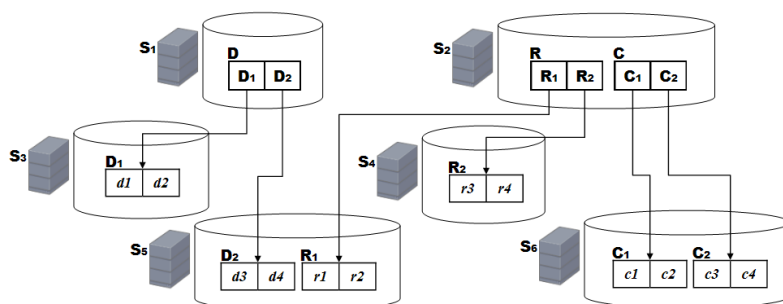 S1
D
D1 D2
S2
R C
R1 R2 C1 C2
S3
D1
d1 d2
S4
R2
r3 r4
S5
D2 R1
d3 d4 r1 r2
S6
C1 C2
c1 c2 c3 c4